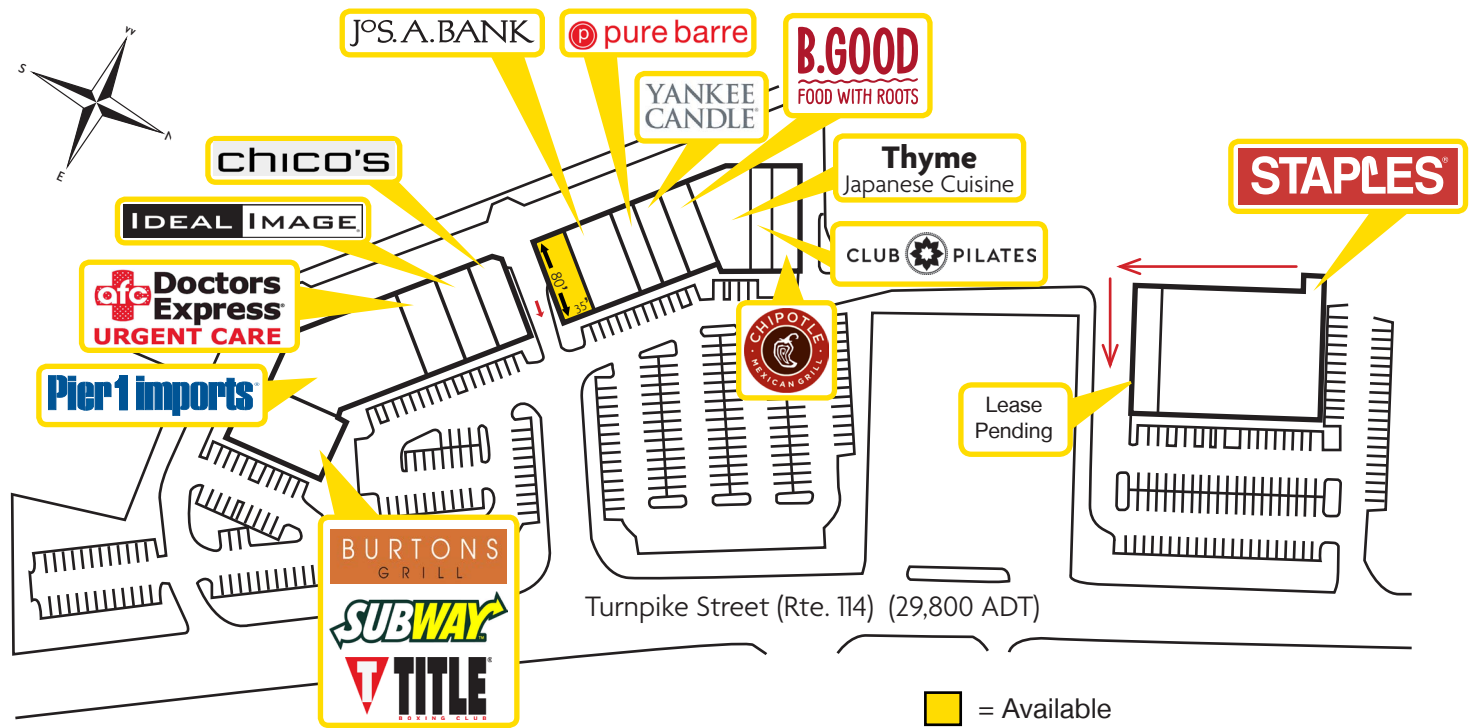 W
S
N
E
JoS. A. BANK
p pure barre
YANKEE
CANDLE®
B.GOOD
FOOD WITH ROOTS
chico's
Thyme
Japanese Cuisine
STAPLES®
IDEAL IMAGE
CLUB PILATES
afc Doctors
Express®
URGENT CARE
80'
35'
CHIPOTLE
MEXICAN GRILL
Pier 1 imports®
Lease
Pending
BURTONS
GRILL
SUBWAY™
T TITLE®
BOXING CLUB
Turnpike Street (Rte. 114) (29,800 ADT)
= Available